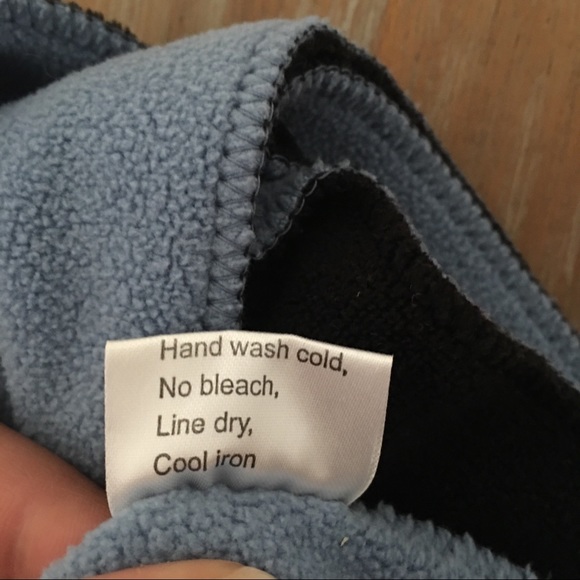 Hand wash cold,
No bleach,
Line dry,
Cool iron